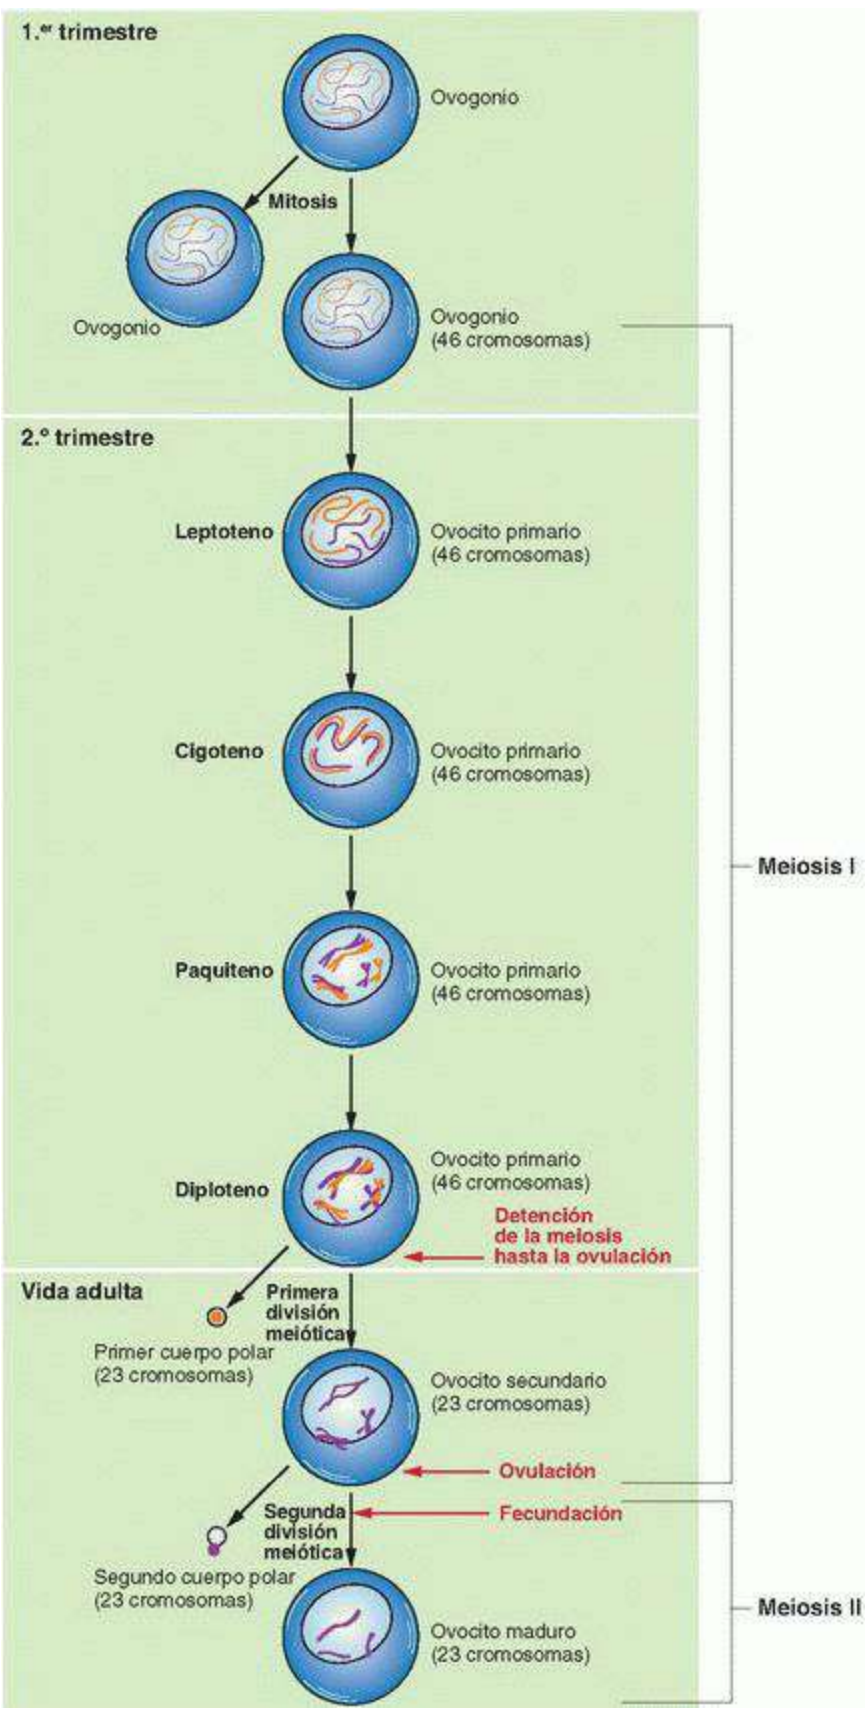 1.er trimestre
Ovogonio
Mitosis
Ovogonio
Ovogonio
(46 cromosomas)
2.º trimestre
Leptoteno
Ovocito primario
(46 cromosomas)
Cigoteno
Ovocito primario
(46 cromosomas)
Meiosis I
Paquiteno
Ovocito primario
(46 cromosomas)
Diploteno
Ovocito primario
(46 cromosomas)
Detención
de la meiosis
hasta la ovulación
Vida adulta
Primera
división
meiótica
Primer cuerpo polar
(23 cromosomas)
Ovocito secundario
(23 cromosomas)
Ovulación
Segunda
división
meiótica
Fecundación
Segundo cuerpo polar
(23 cromosomas)
Meiosis II
Ovocito maduro
(23 cromosomas)